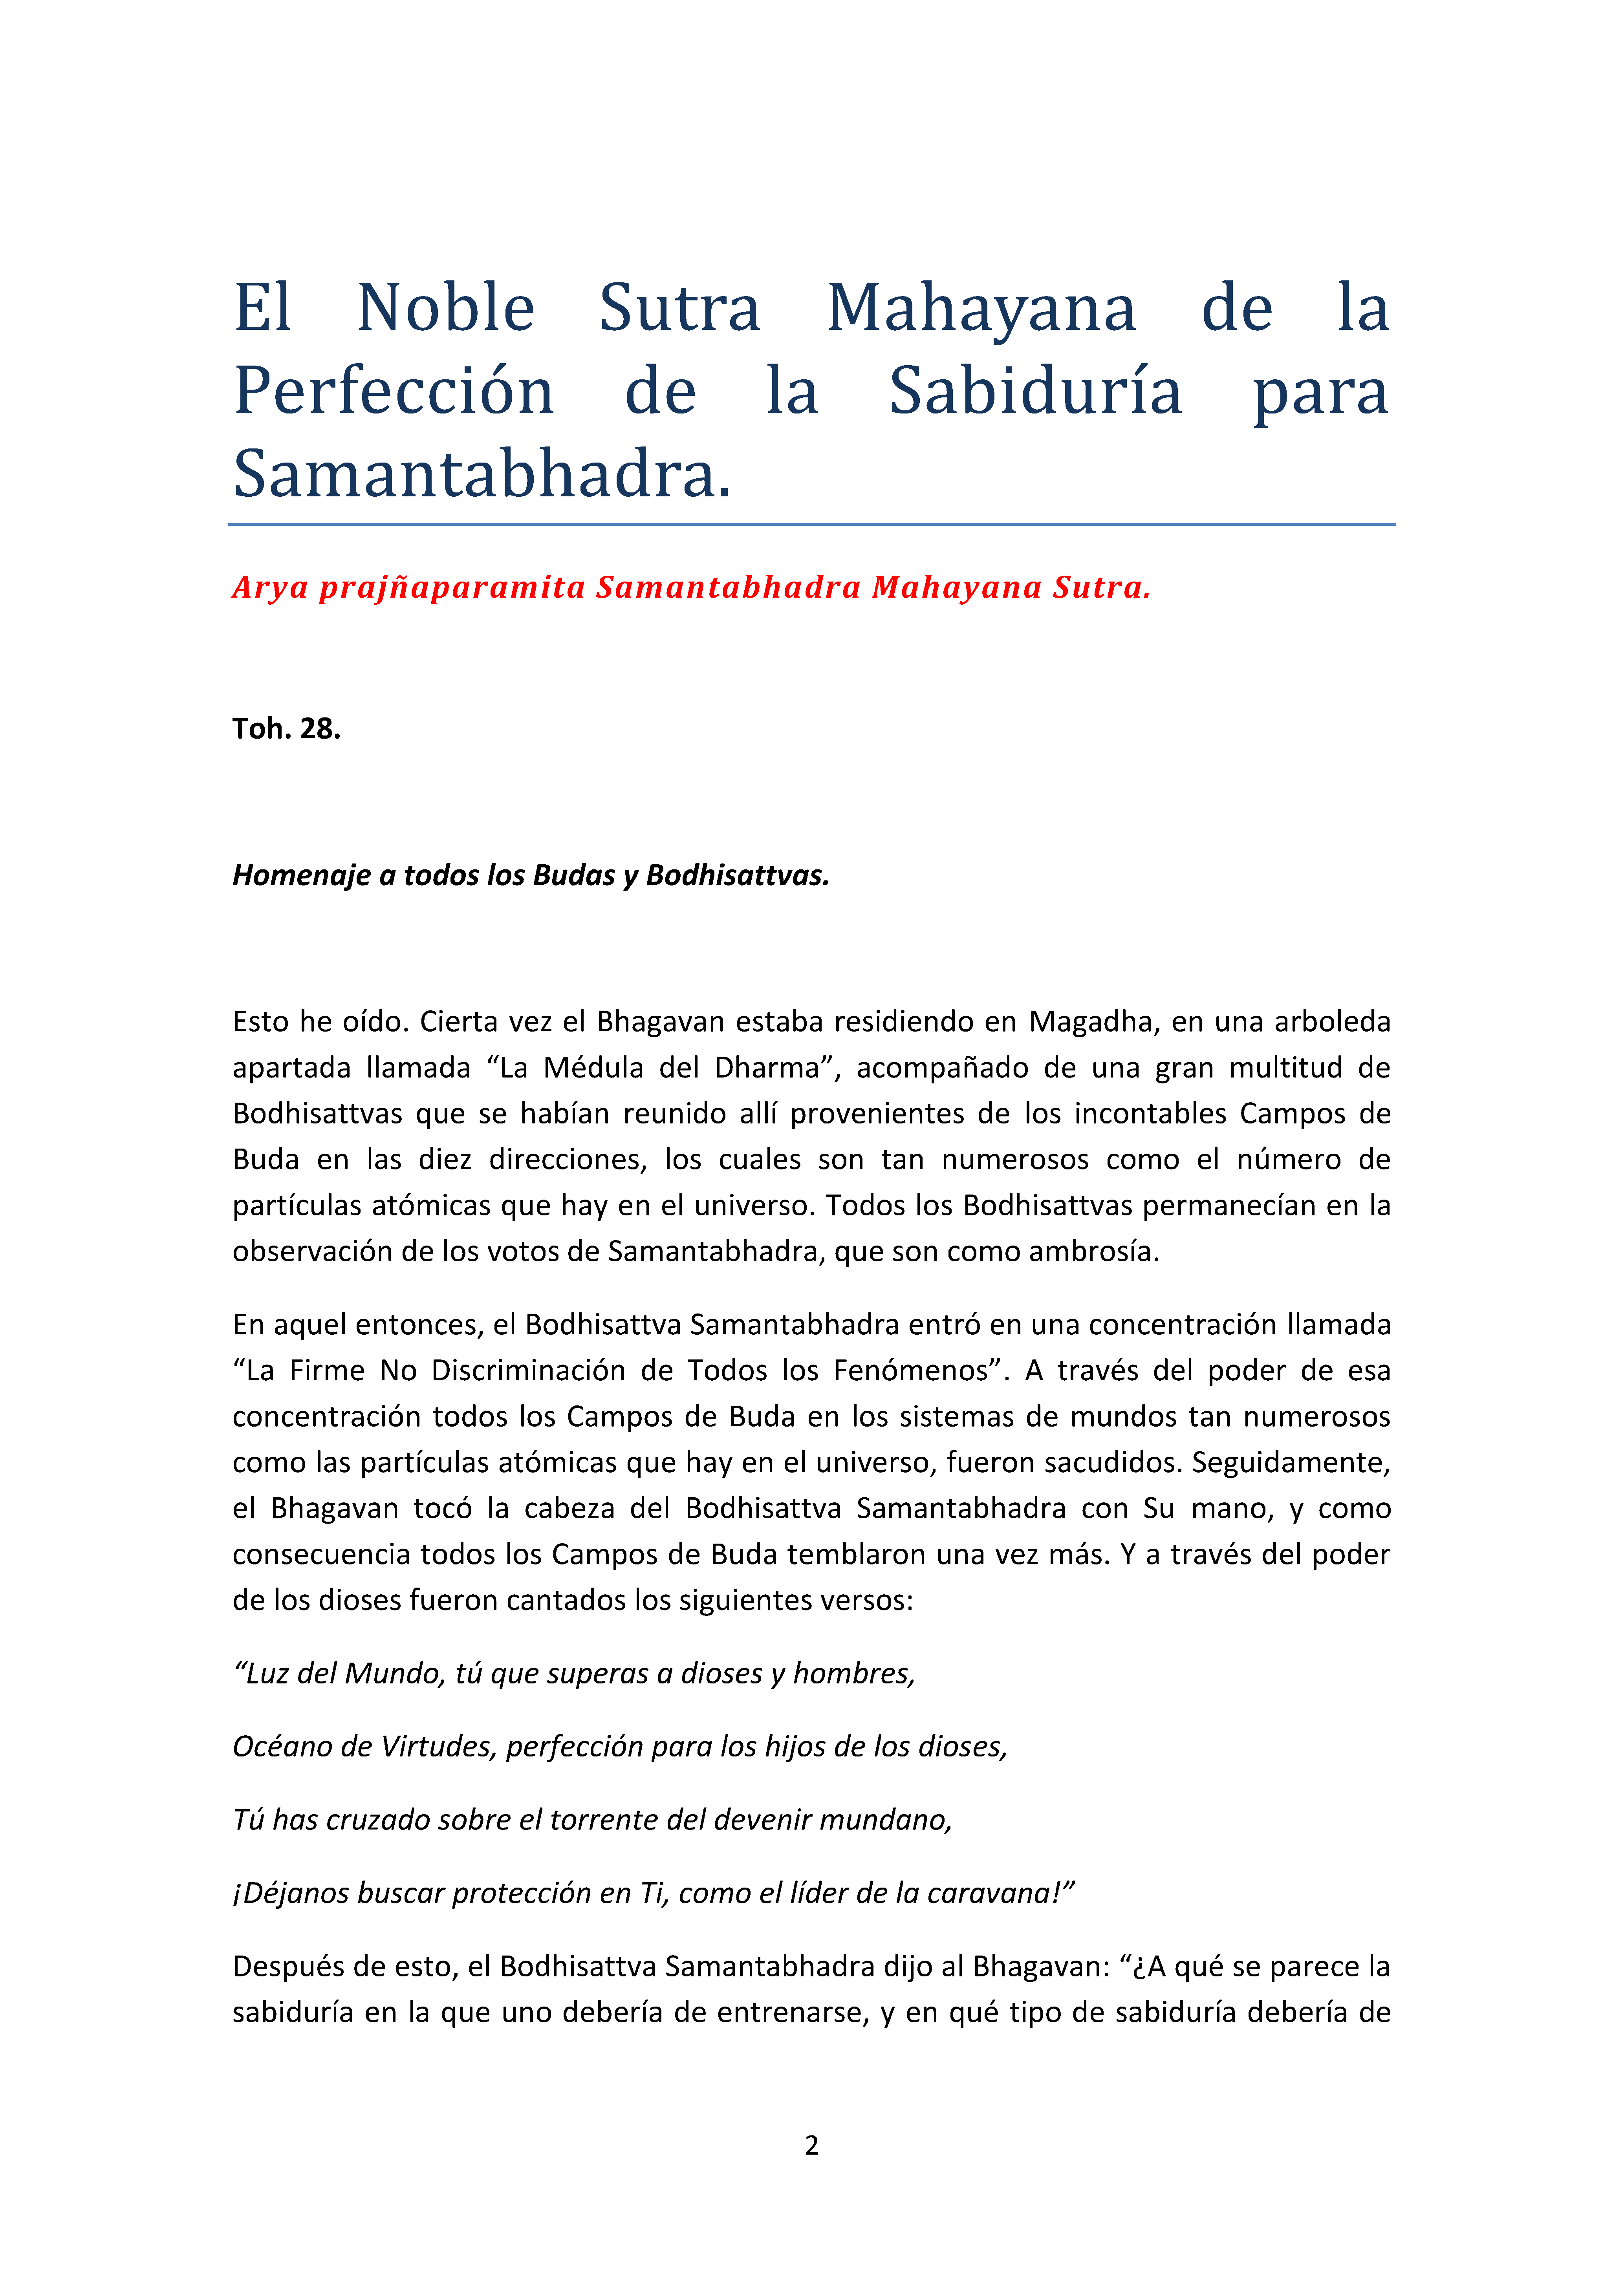 El Noble Sutra Mahayana de la
Perfección de la Sabiduría para
Samantabhadra.
Arya prajñaparamita Samantabhadra Mahayana Sutra.
Toh. 28.
Homenaje a todos los Budas y Bodhisattvas.
Esto he oído. Cierta vez el Bhagavan estaba residiendo en Magadha, en una arboleda
apartada llamada “La Médula del Dharma”, acompañado de una gran multitud de
Bodhisattvas que se habían reunido allí provenientes de los incontables Campos de
Buda en las diez direcciones, los cuales son tan numerosos como el número de
partículas atómicas que hay en el universo. Todos los Bodhisattvas permanecían en la
observación de los votos de Samantabhadra, que son como ambrosía.
En aquel entonces, el Bodhisattva Samantabhadra entró en una concentración llamada
“La Firme No Discriminación de Todos los Fenómenos”. A través del poder de esa
concentración todos los Campos de Buda en los sistemas de mundos tan numerosos
como las partículas atómicas que hay en el universo, fueron sacudidos. Seguidamente,
el Bhagavan tocó la cabeza del Bodhisattva Samantabhadra con Su mano, y como
consecuencia todos los Campos de Buda temblaron una vez más. Y a través del poder
de los dioses fueron cantados los siguientes versos:
“Luz del Mundo, tú que superas a dioses y hombres,
Océano de Virtudes, perfección para los hijos de los dioses,
Tú has cruzado sobre el torrente del devenir mundano,
¡Déjanos buscar protección en Ti, como el líder de la caravana!”
Después de esto, el Bodhisattva Samantabhadra dijo al Bhagavan: “¿A qué se parece la
sabiduría en la que uno debería de entrenarse, y en qué tipo de sabiduría debería de
2